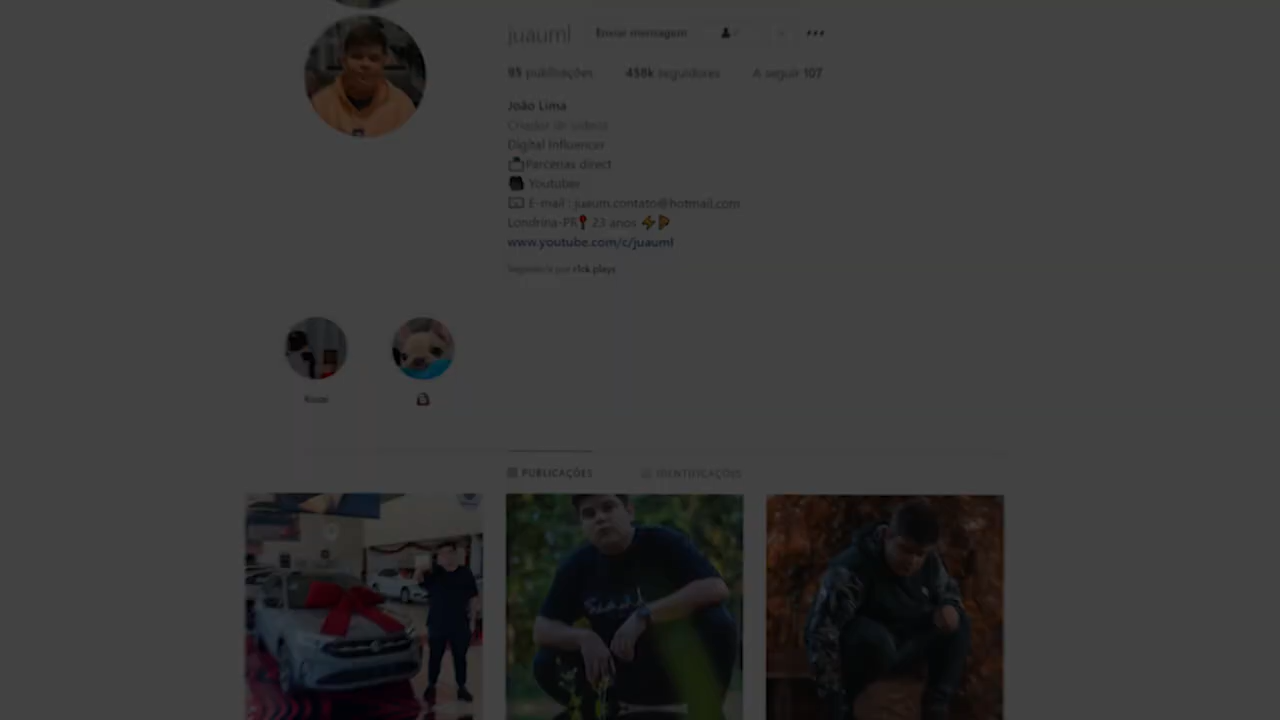 juauml Enviar mensagem
95 publicações 458k seguidores A seguir 107
João Lima
Criador de vídeos
Digital Influencer
Parcerias direct
Youtuber
E-mail : juaum.contato@hotmail.com
Londrina-PR 23 anos
www.youtube.com/c/juauml
c1ck.plays
PUBLICAÇÕES IDENTIFICAÇÕES